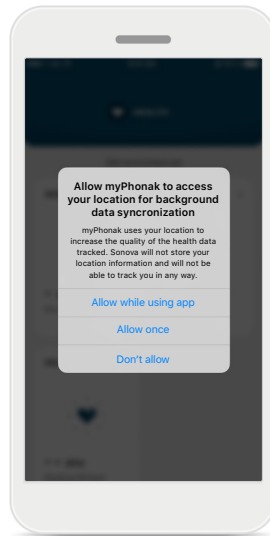 HEALTH
Allow myPhonak to access
your location for background
data syncronization
myPhonak uses your location to
increase the quality of the health data
tracked. Sonova will not store your
location information and will not be
able to track you in any way.
Allow while using app
Allow once
Don't allow